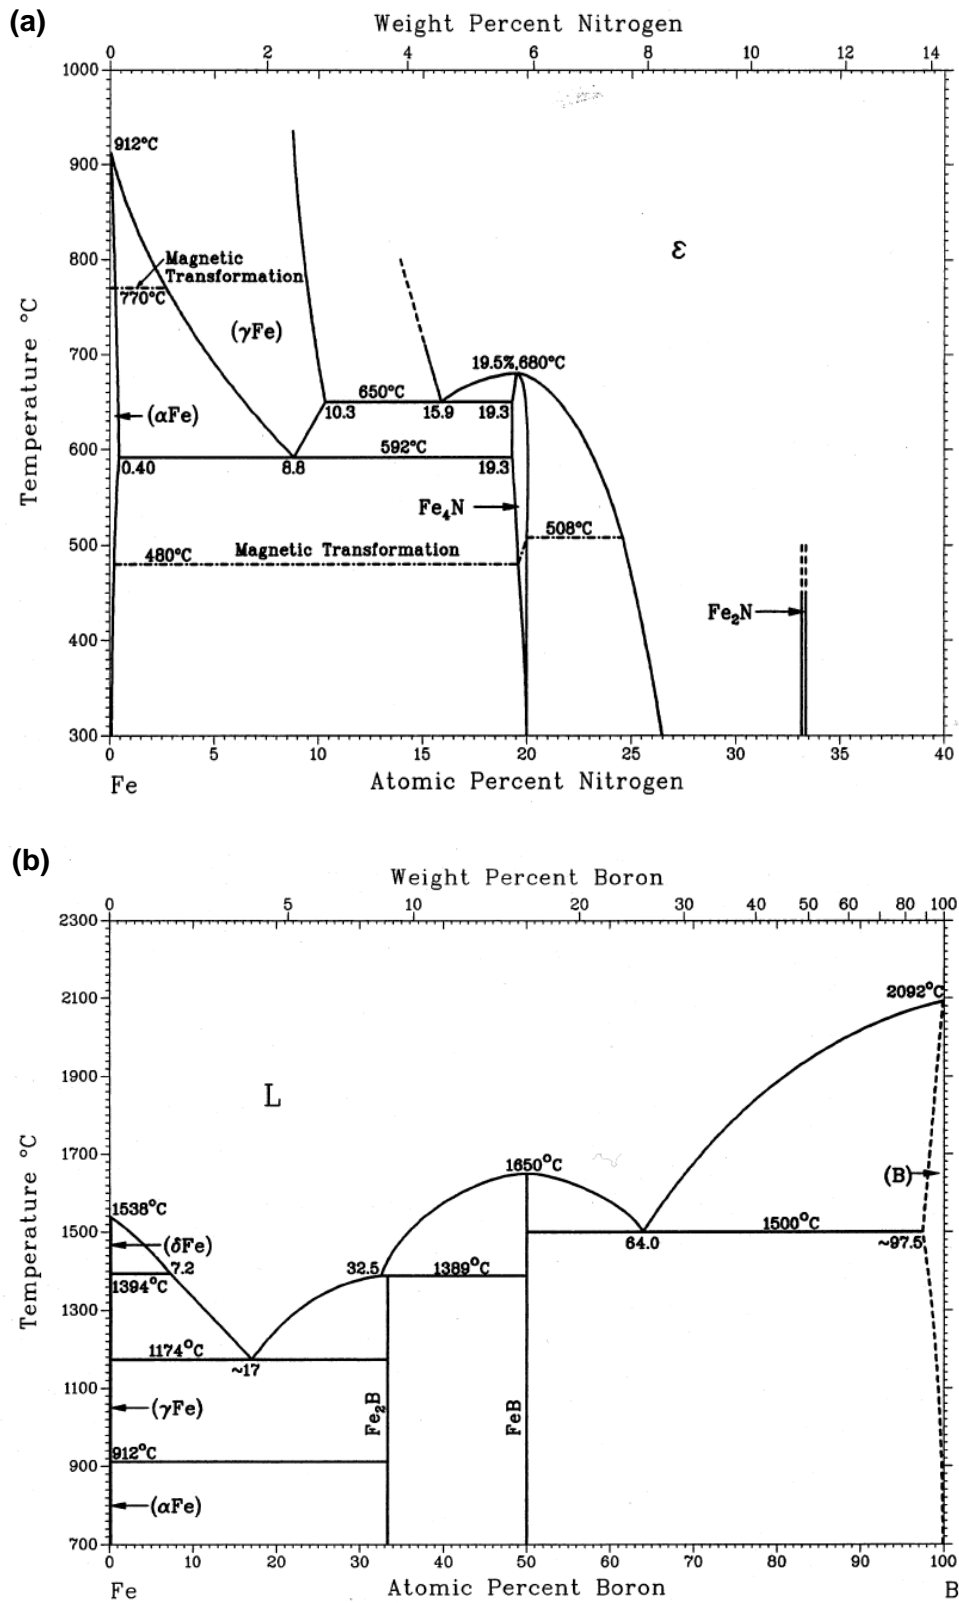 (a)
Weight Percent Nitrogen
0 2 4 6 8 10 12 14
1000
912°C
900
ε
800
Magnetic
Transformation
770°C
(γFe)
700
19.5%,680°C
650°C
10.3 15.9 19.3
(αFe)
600
592°C
0.40 8.8 19.3
Fe₄N
508°C
500
480°C Magnetic Transformation
Fe₂N
400
300
Temperature °C
0 5 10 15 20 25 30 35 40
Fe
Atomic Percent Nitrogen
(b)
Weight Percent Boron
0 5 10 20 30 40 50 60 80 100
2300
2100
2092°C
1900
L
1700
1650°C
(B)
1538°C
1500
1500°C
(δFe)
64.0
~97.5
7.2
32.5
1389°C
1394°C
1300
1174°C
~17
1100
Fe₂B
FeB
(γFe)
912°C
900
(αFe)
700
Temperature °C
0 10 20 30 40 50 60 70 80 90 100
Fe
Atomic Percent Boron
B